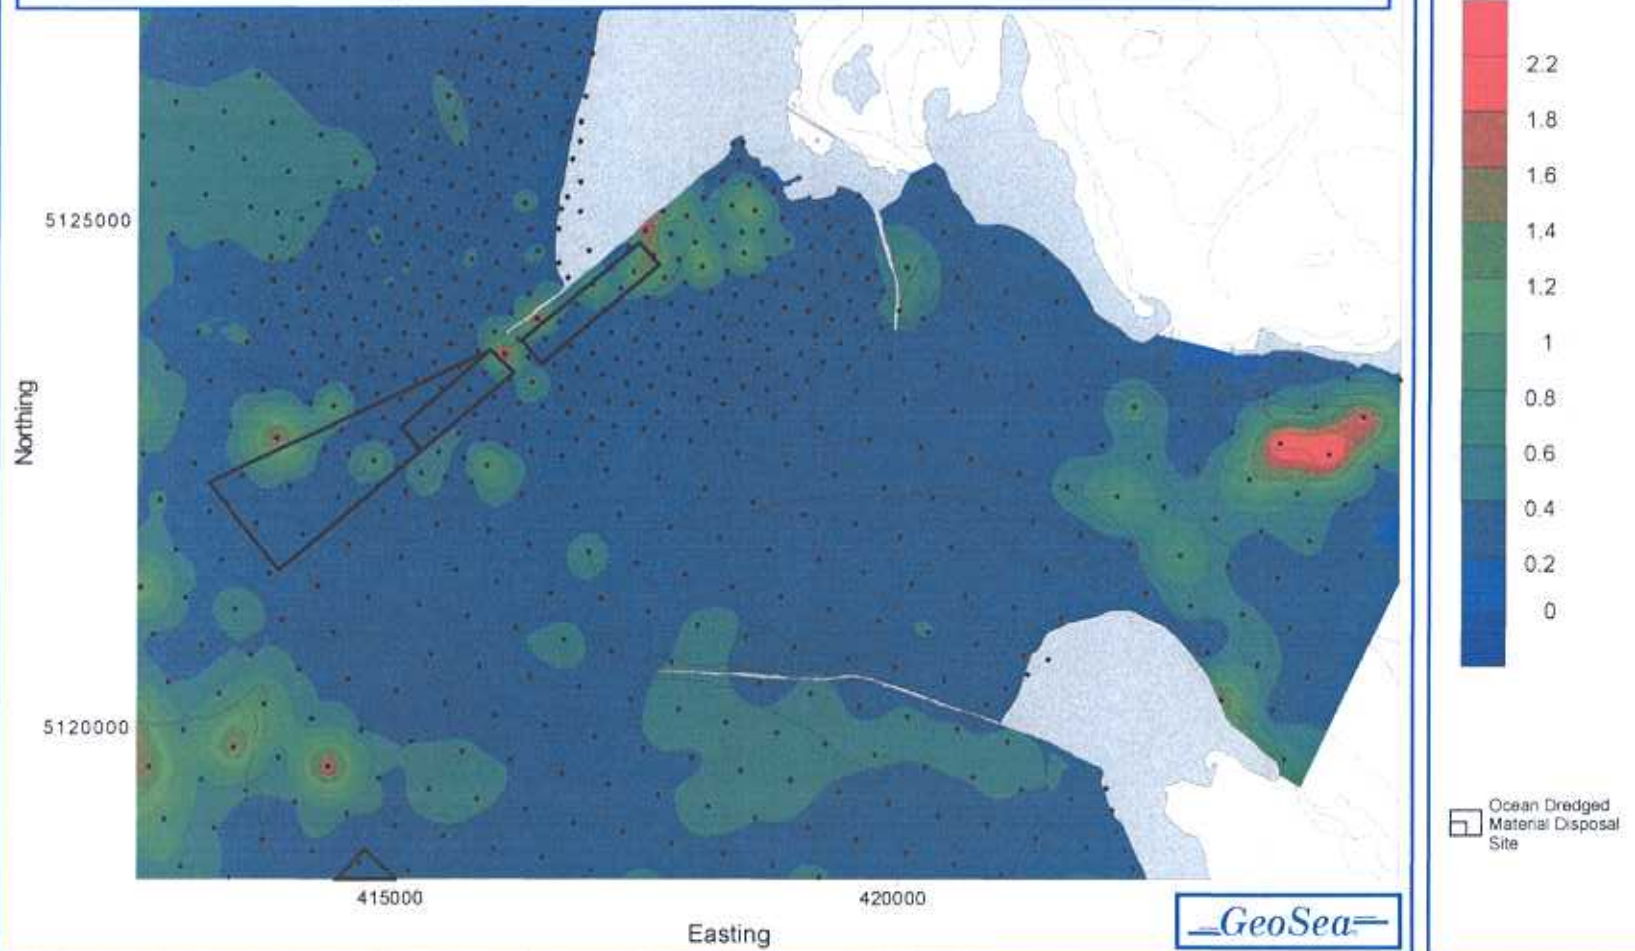 2.2
1.8
1.6
1.4
1.2
1
0.8
0.6
0.4
0.2
0
5125000
Northing
5120000
415000
420000
Easting
GeoSea
Ocean Dredged
Material Disposal
Site